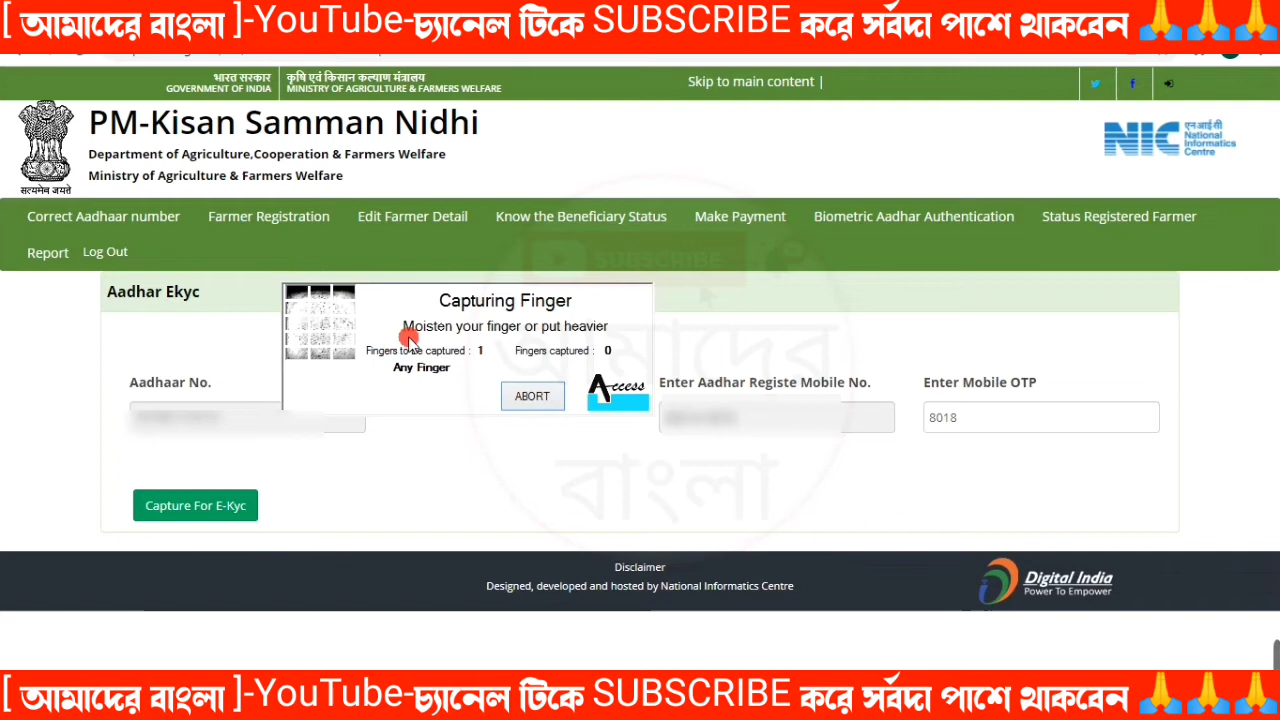 [ আমাদের বাংলা ]-YouTube-চ্যানেল টিকে SUBSCRIBE করে সর্বদা পাশে থাকবেন 🙏🙏🙏
भारत सरकार
GOVERNMENT OF INDIA
कृषि एवं किसान कल्याण मंत्रालय
MINISTRY OF AGRICULTURE & FARMERS WELFARE
Skip to main content |
PM-Kisan Samman Nidhi
Department of Agriculture,Cooperation & Farmers Welfare
Ministry of Agriculture & Farmers Welfare
सत्यमेव जयते
NIC
एनआईसी
National
Informatics
Centre
Correct Aadhaar number Farmer Registration Edit Farmer Detail Know the Beneficiary Status Make Payment Biometric Aadhar Authentication Status Registered Farmer
Report Log Out
SUBSCRIBE
Aadhar Ekyc
Capturing Finger
Moisten your finger or put heavier
Fingers to be captured : 1 Fingers captured : 0
Any Finger
ABORT
Access
আমাদের
বাংলা
Aadhaar No. Enter Aadhar Registe Mobile No. Enter Mobile OTP
8018
Capture For E-Kyc
Disclaimer
Designed, developed and hosted by National Informatics Centre
Digital India
Power To Empower
[ আমাদের বাংলা ]-YouTube-চ্যানেল টিকে SUBSCRIBE করে সর্বদা পাশে থাকবেন 🙏🙏🙏